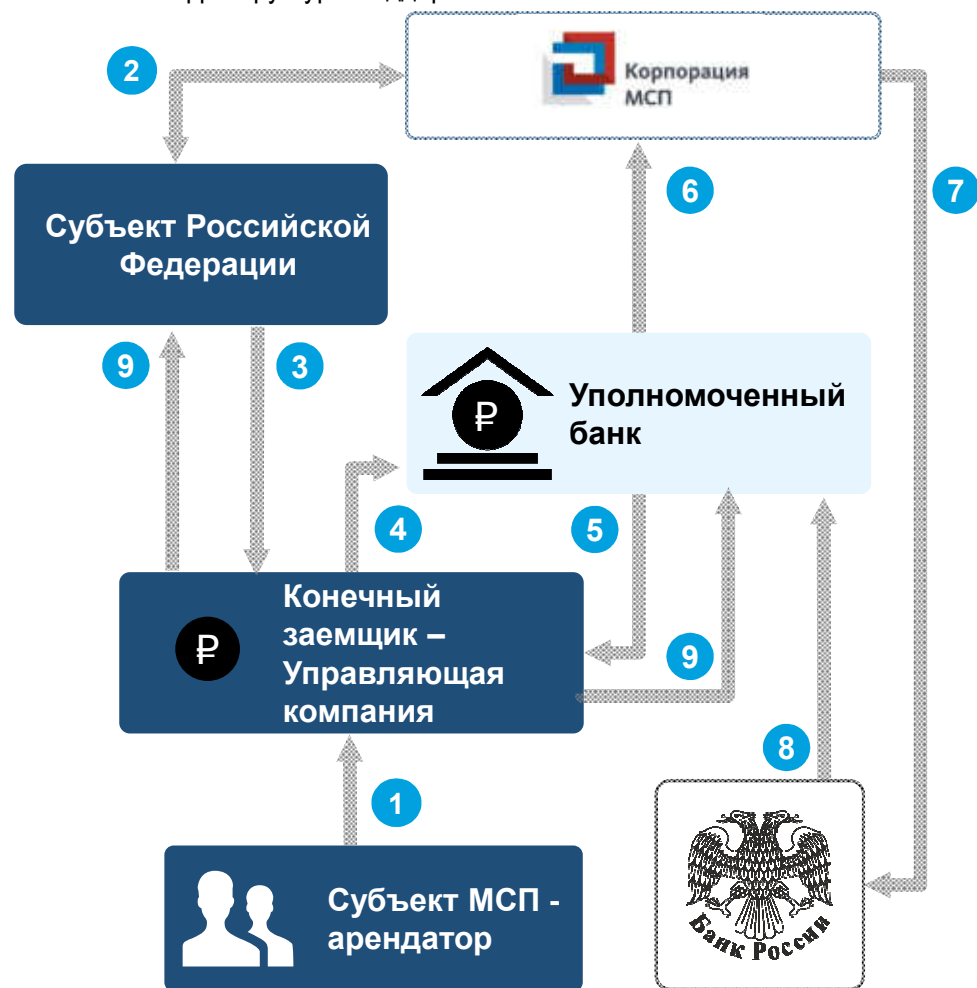 2
Корпорация
МСП
6
7
Субъект Российской
Федерации
9
3
₽
Уполномоченный
банк
4
5
₽
Конечный
заемщик –
Управляющая
компания
9
8
1
Субъект МСП -
арендатор
Банк России